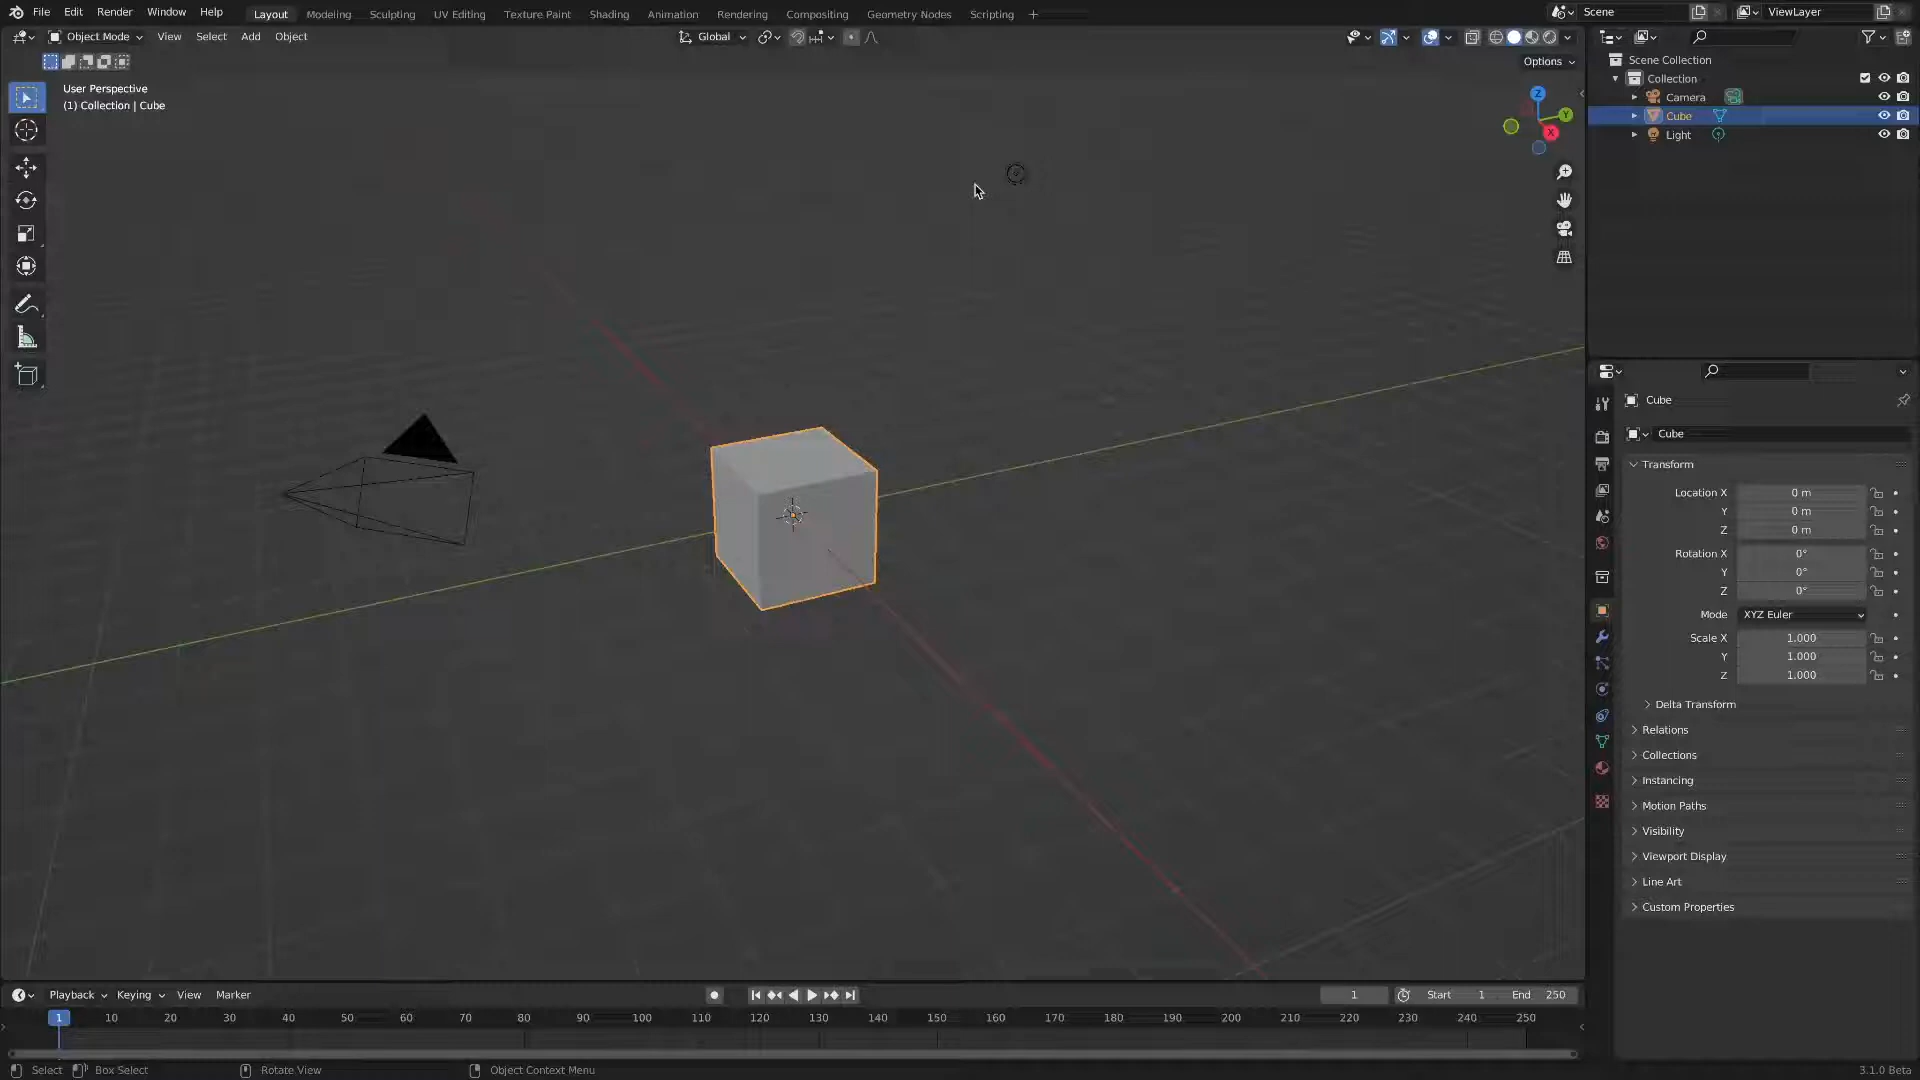 File Edit Render Window Help Layout Modeling Sculpting UV Editing Texture Paint Shading Animation Rendering Compositing Geometry Nodes Scripting + Scene ViewLayer
Object Mode View Select Add Object Global
Options
User Perspective
(1) Collection | Cube
Z
Y
X
Scene Collection
Collection
Camera
Cube
Light
Cube
Cube
Transform
Location X 0 m
Y 0 m
Z 0 m
Rotation X 0°
Y 0°
Z 0°
Mode XYZ Euler
Scale X 1.000
Y 1.000
Z 1.000
Delta Transform
Relations
Collections
Instancing
Motion Paths
Visibility
Viewport Display
Line Art
Custom Properties
Playback Keying View Marker 1 Start 1 End 250
1 10 20 30 40 50 60 70 80 90 100 110 120 130 140 150 160 170 180 190 200 210 220 230 240 250
Select Box Select Rotate View Object Context Menu 3.1.0 Beta